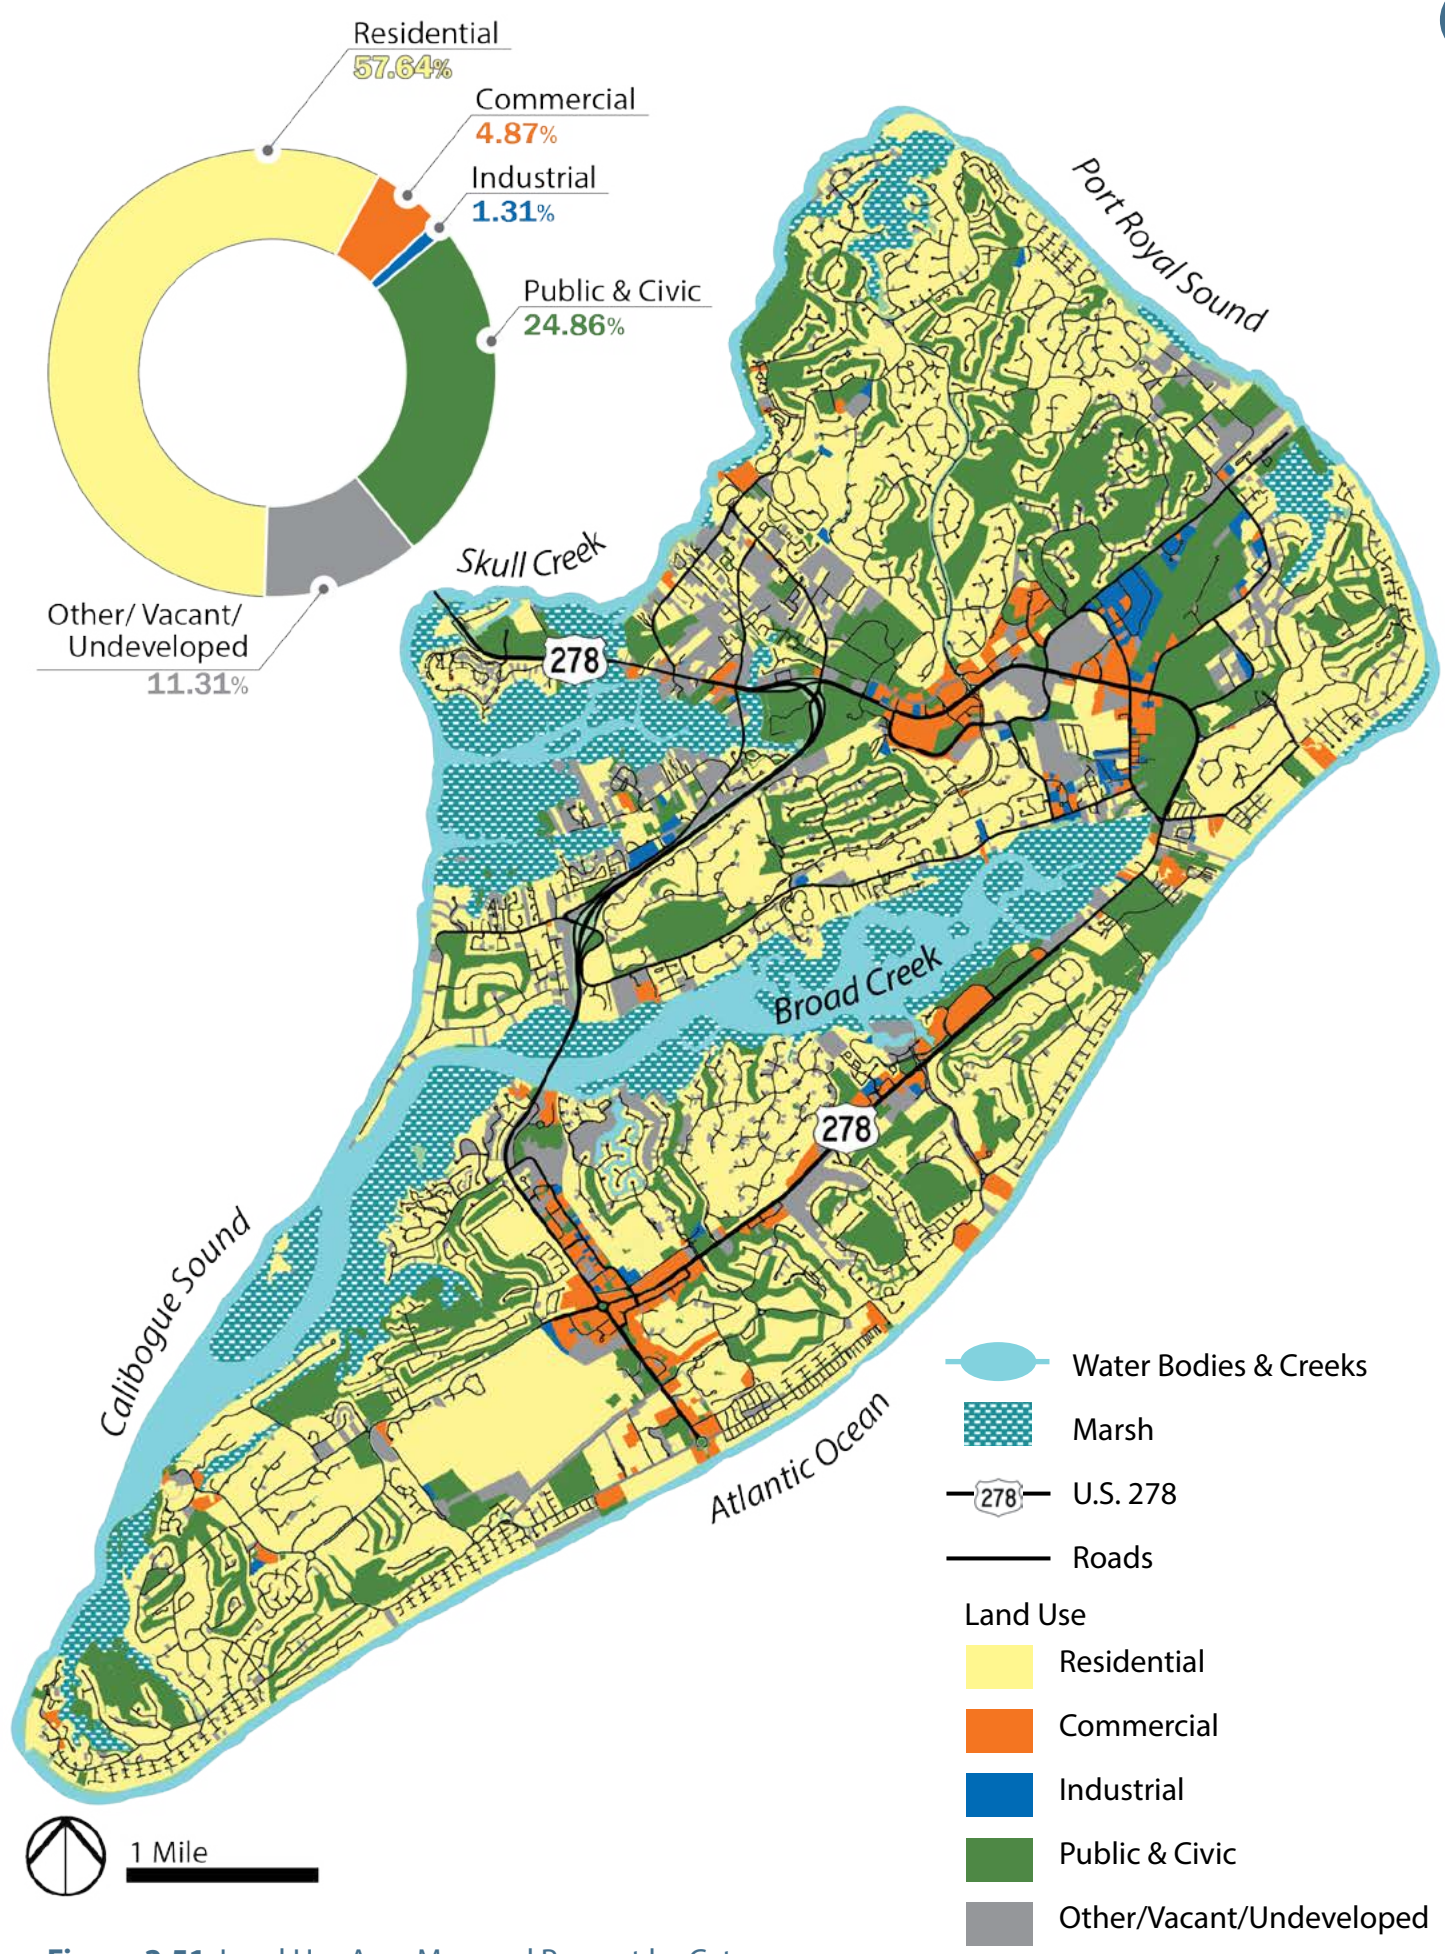 Residential
57.64%
Commercial
4.87%
Industrial
1.31%
Public & Civic
24.86%
Other/ Vacant/
Undeveloped
11.31%
Port Royal Sound
Skull Creek
278
Broad Creek
278
Calibogue Sound
Atlantic Ocean
Water Bodies & Creeks
Marsh
278
U.S. 278
Roads
Land Use
Residential
Commercial
Industrial
Public & Civic
Other/Vacant/Undeveloped
1 Mile